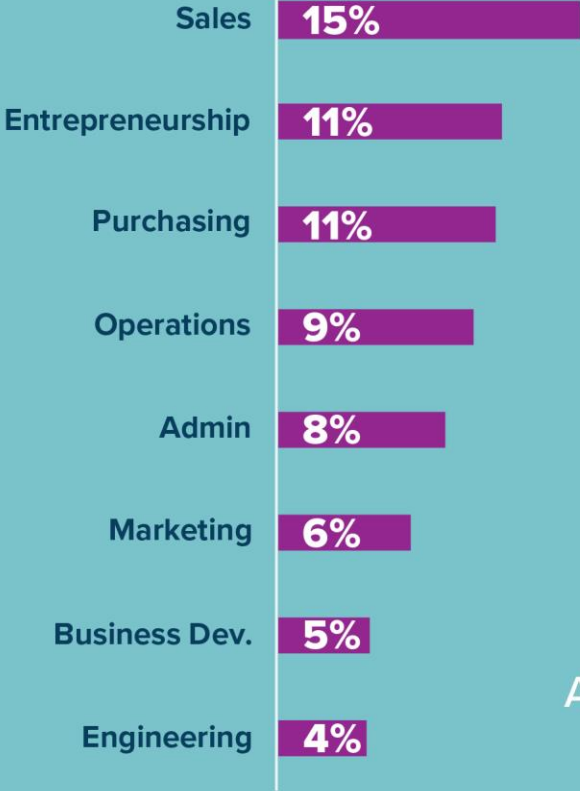 Sales 15%
Entrepreneurship 11%
Purchasing 11%
Operations 9%
Admin 8%
Marketing 6%
Business Dev. 5%
Engineering 4%